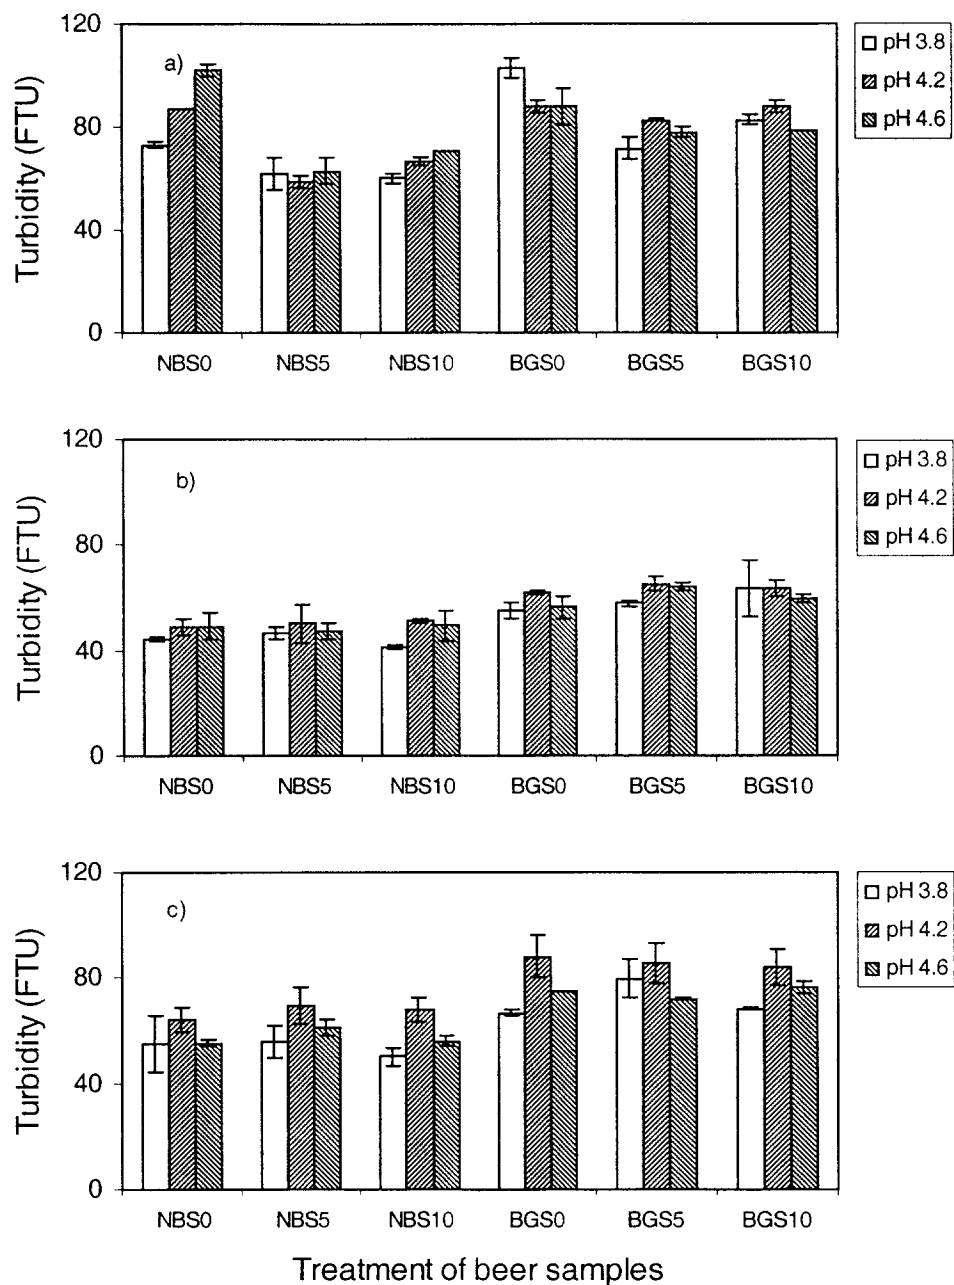 120
80
40
0
Turbidity (FTU)
a)
NBS0 NBS5 NBS10 BGS0 BGS5 BGS10
pH 3.8
pH 4.2
pH 4.6
120
80
40
0
Turbidity (FTU)
b)
NBS0 NBS5 NBS10 BGS0 BGS5 BGS10
pH 3.8
pH 4.2
pH 4.6
120
80
40
0
Turbidity (FTU)
c)
NBS0 NBS5 NBS10 BGS0 BGS5 BGS10
pH 3.8
pH 4.2
pH 4.6
Treatment of beer samples